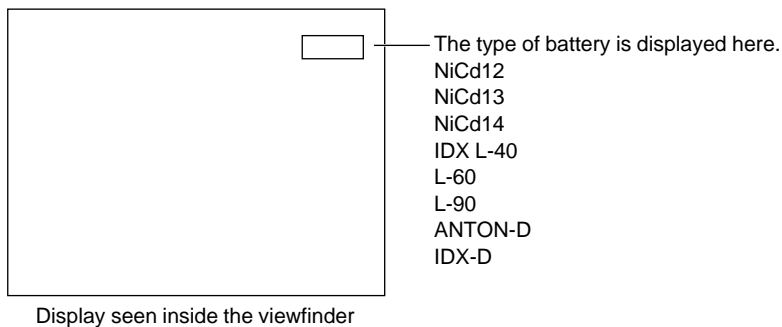 The type of battery is displayed here.
NiCd12
NiCd13
NiCd14
IDX L-40
L-60
L-90
ANTON-D
IDX-D
Display seen inside the viewfinder